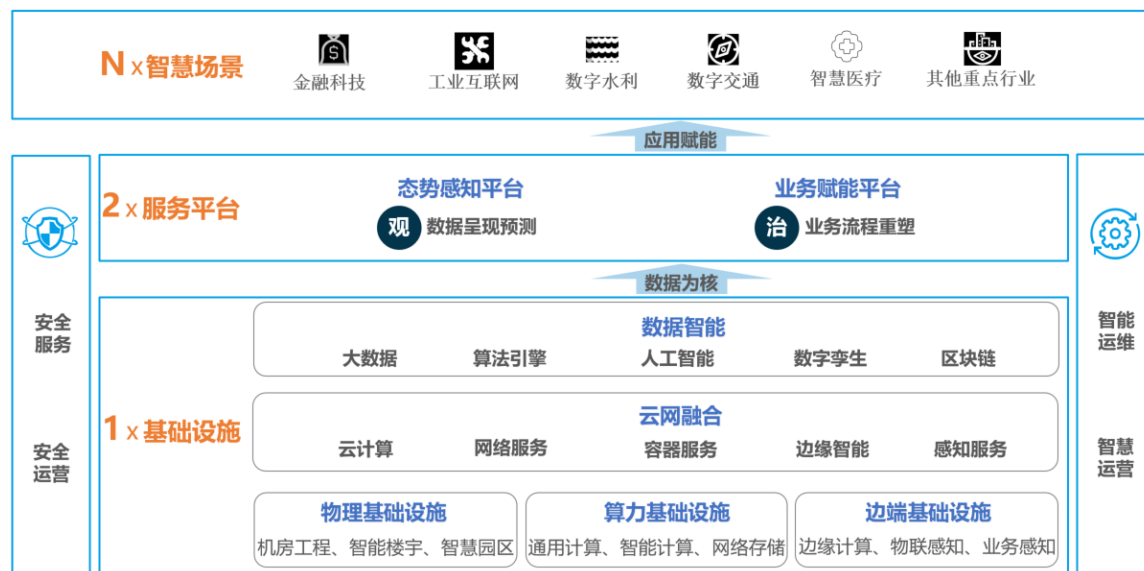 N x 智慧场景
金融科技
工业互联网
数字水利
数字交通
智慧医疗
其他重点行业
应用赋能
安全
服务
安全
运营
2 x 服务平台
态势感知平台
观 数据呈现预测
业务赋能平台
治 业务流程重塑
数据为核
1 x 基础设施
数据智能
大数据 算法引擎 人工智能 数字孪生 区块链
云网融合
云计算 网络服务 容器服务 边缘智能 感知服务
物理基础设施
机房工程、智能楼宇、智慧园区
算力基础设施
通用计算、智能计算、网络存储
边端基础设施
边缘计算、物联感知、业务感知
智能
运维
智慧
运营